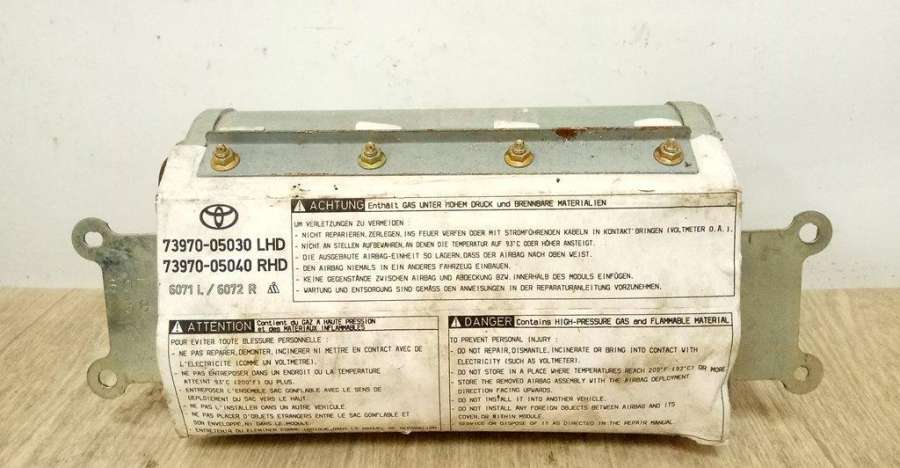 73970-05030 LHD
73970-05040 RHD
6071 L / 6072 R
ACHTUNG Enthält GAS UNTER HOHEM DRUCK und BRENNBARE MATERIALIEN
UM VERLETZUNGEN ZU VERMEIDEN
- NICHT REPARIEREN, ZERLEGEN, INS FEUER WERFEN ODER MIT STROMFÜHRENDEN KABELN IN KONTAKT BRINGEN (VOLTMETER O.Ä.).
- NICHT AN STELLEN AUFBEWAHREN, AN DENEN DIE TEMPERATUR AUF 93°C ODER HÖHER ANSTEIGT.
- DIE AUSGEBAUTE AIRBAG-EINHEIT SO LAGERN, DASS DER AIRBAG NACH OBEN WEIST.
- DEN AIRBAG NIEMALS IN EIN ANDERES FAHRZEUG EINBAUEN.
- KEINE GEGENSTÄNDE ZWISCHEN AIRBAG UND ABDECKUNG BZW. INNERHALB DES MODULS EINFÜGEN.
- WARTUNG UND ENTSORGUNG SIND GEMÄSS DEN ANWEISUNGEN IN DER REPARATURANLEITUNG VORZUNEHMEN.
ATTENTION Contient du GAZ A HAUTE PRESSION
et des MATERIAUX INFLAMMABLES
POUR EVITER TOUTE BLESSURE PERSONNELLE :
- NE PAS REPARER, DEMONTER, INCINERER NI METTRE EN CONTACT AVEC DE
L'ELECTRICITE (COMME UN VOLTMETRE).
- NE PAS ENTREPOSER DANS UN ENDROIT OU LA TEMPERATURE
ATTEINT 93°C (200°F) OU PLUS.
- ENTREPOSER L'ENSEMBLE SAC GONFLABLE AVEC LE SENS DE
DEPLOIEMENT DU SAC VERS LE HAUT.
- NE PAS L'INSTALLER DANS UN AUTRE VEHICULE.
- NE PAS PLACER D'OBJETS ETRANGERS ENTRE LE SAC GONFLABLE ET
SON ENVELOPPE, NI DANS LE MODULE.
- ENTRETENIR OU ELIMINER COMME INDIQUE DANS LE MANUEL DE REPARATION
DANGER Contains HIGH-PRESSURE GAS and FLAMMABLE MATERIAL
TO PREVENT PERSONAL INJURY :
- DO NOT REPAIR, DISMANTLE, INCINERATE OR BRING INTO CONTACT WITH
ELECTRICITY (SUCH AS VOLTMETER).
- DO NOT STORE IN A PLACE WHERE TEMPERATURES REACH 200°F (93°C) OR MORE
- STORE THE REMOVED AIRBAG ASSEMBLY WITH THE AIRBAG DEPLOYMENT
DIRECTION FACING UPWARDS.
- DO NOT INSTALL IT INTO ANOTHER VEHICLE.
- DO NOT INSTALL ANY FOREIGN OBJECTS BETWEEN AIRBAG AND ITS
COVER OR WITHIN MODULE.
SERVICE OR DISPOSE OF IT AS DIRECTED IN THE REPAIR MANUAL